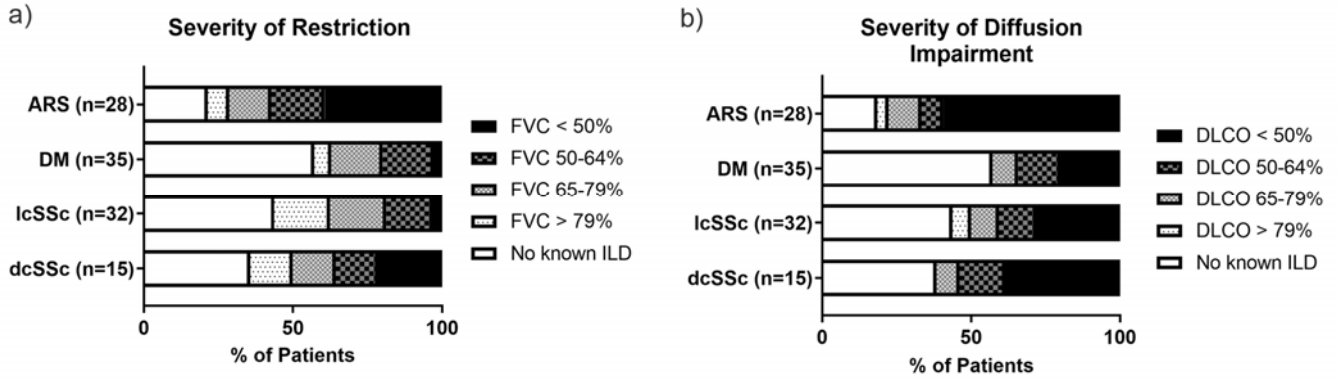 a)
Severity of Restriction
ARS (n=28)
DM (n=35)
lcSSc (n=32)
dcSSc (n=15)
0
50
100
% of Patients
FVC < 50%
FVC 50-64%
FVC 65-79%
FVC > 79%
No known ILD
b)
Severity of Diffusion
Impairment
ARS (n=28)
DM (n=35)
lcSSc (n=32)
dcSSc (n=15)
0
50
100
% of Patients
DLCO < 50%
DLCO 50-64%
DLCO 65-79%
DLCO > 79%
No known ILD